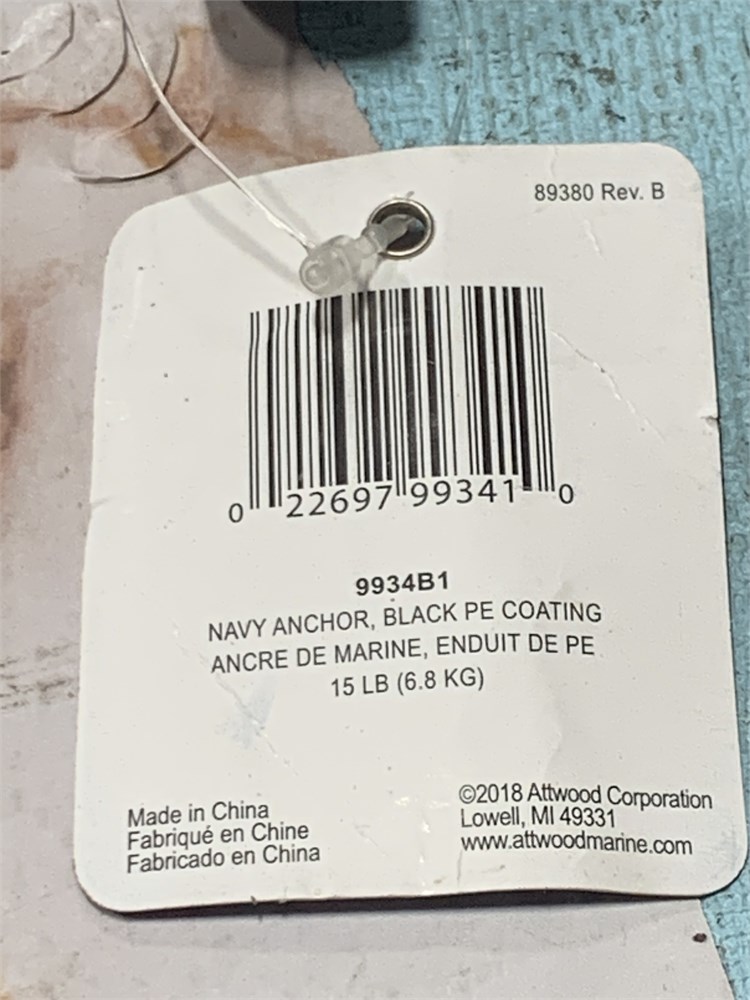 89380 Rev. B
0 22697 99341 0
9934B1
NAVY ANCHOR, BLACK PE COATING
ANCRE DE MARINE, ENDUIT DE PE
15 LB (6.8 KG)
Made in China
Fabriqué en Chine
Fabricado en China
©2018 Attwood Corporation
Lowell, MI 49331
www.attwoodmarine.com